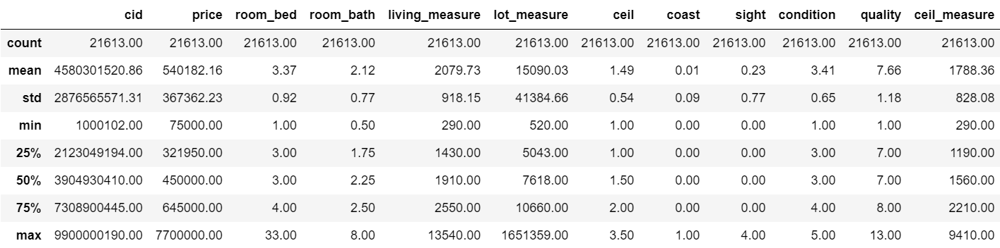 cid price room_bed room_bath living_measure lot_measure ceil coast sight condition quality ceil_measure
count 21613.00 21613.00 21613.00 21613.00 21613.00 21613.00 21613.00 21613.00 21613.00 21613.00 21613.00 21613.00
mean 4580301520.86 540182.16 3.37 2.12 2079.73 15090.03 1.49 0.01 0.23 3.41 7.66 1788.36
std 2876565571.31 367362.23 0.92 0.77 918.15 41384.66 0.54 0.09 0.77 0.65 1.18 828.08
min 1000102.00 75000.00 1.00 0.50 290.00 520.00 1.00 0.00 0.00 1.00 1.00 290.00
25% 2123049194.00 321950.00 3.00 1.75 1430.00 5043.00 1.00 0.00 0.00 3.00 7.00 1190.00
50% 3904930410.00 450000.00 3.00 2.25 1910.00 7618.00 1.50 0.00 0.00 3.00 7.00 1560.00
75% 7308900445.00 645000.00 4.00 2.50 2550.00 10660.00 2.00 0.00 0.00 4.00 8.00 2210.00
max 9900000190.00 7700000.00 33.00 8.00 13540.00 1651359.00 3.50 1.00 4.00 5.00 13.00 9410.00